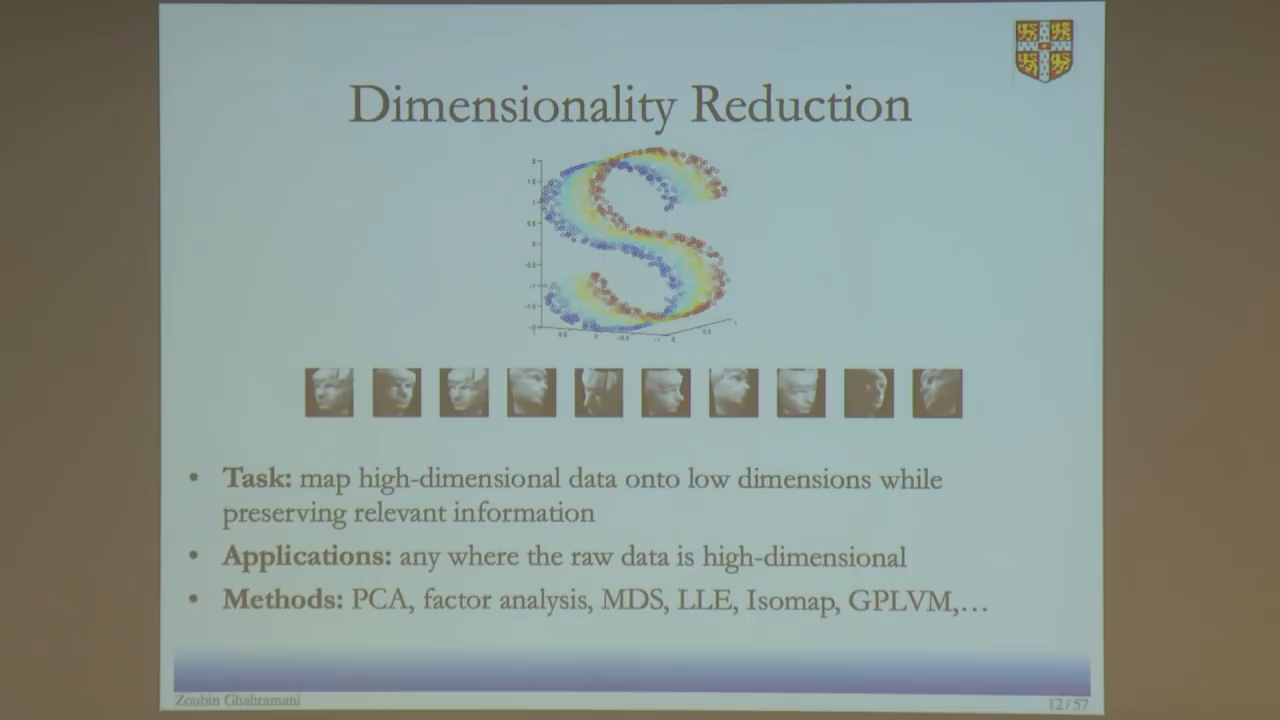 Dimensionality Reduction
• Task: map high-dimensional data onto low dimensions while
preserving relevant information
• Applications: any where the raw data is high-dimensional
• Methods: PCA, factor analysis, MDS, LLE, Isomap, GPLVM,…
Zoubin Ghahramani
12 / 57